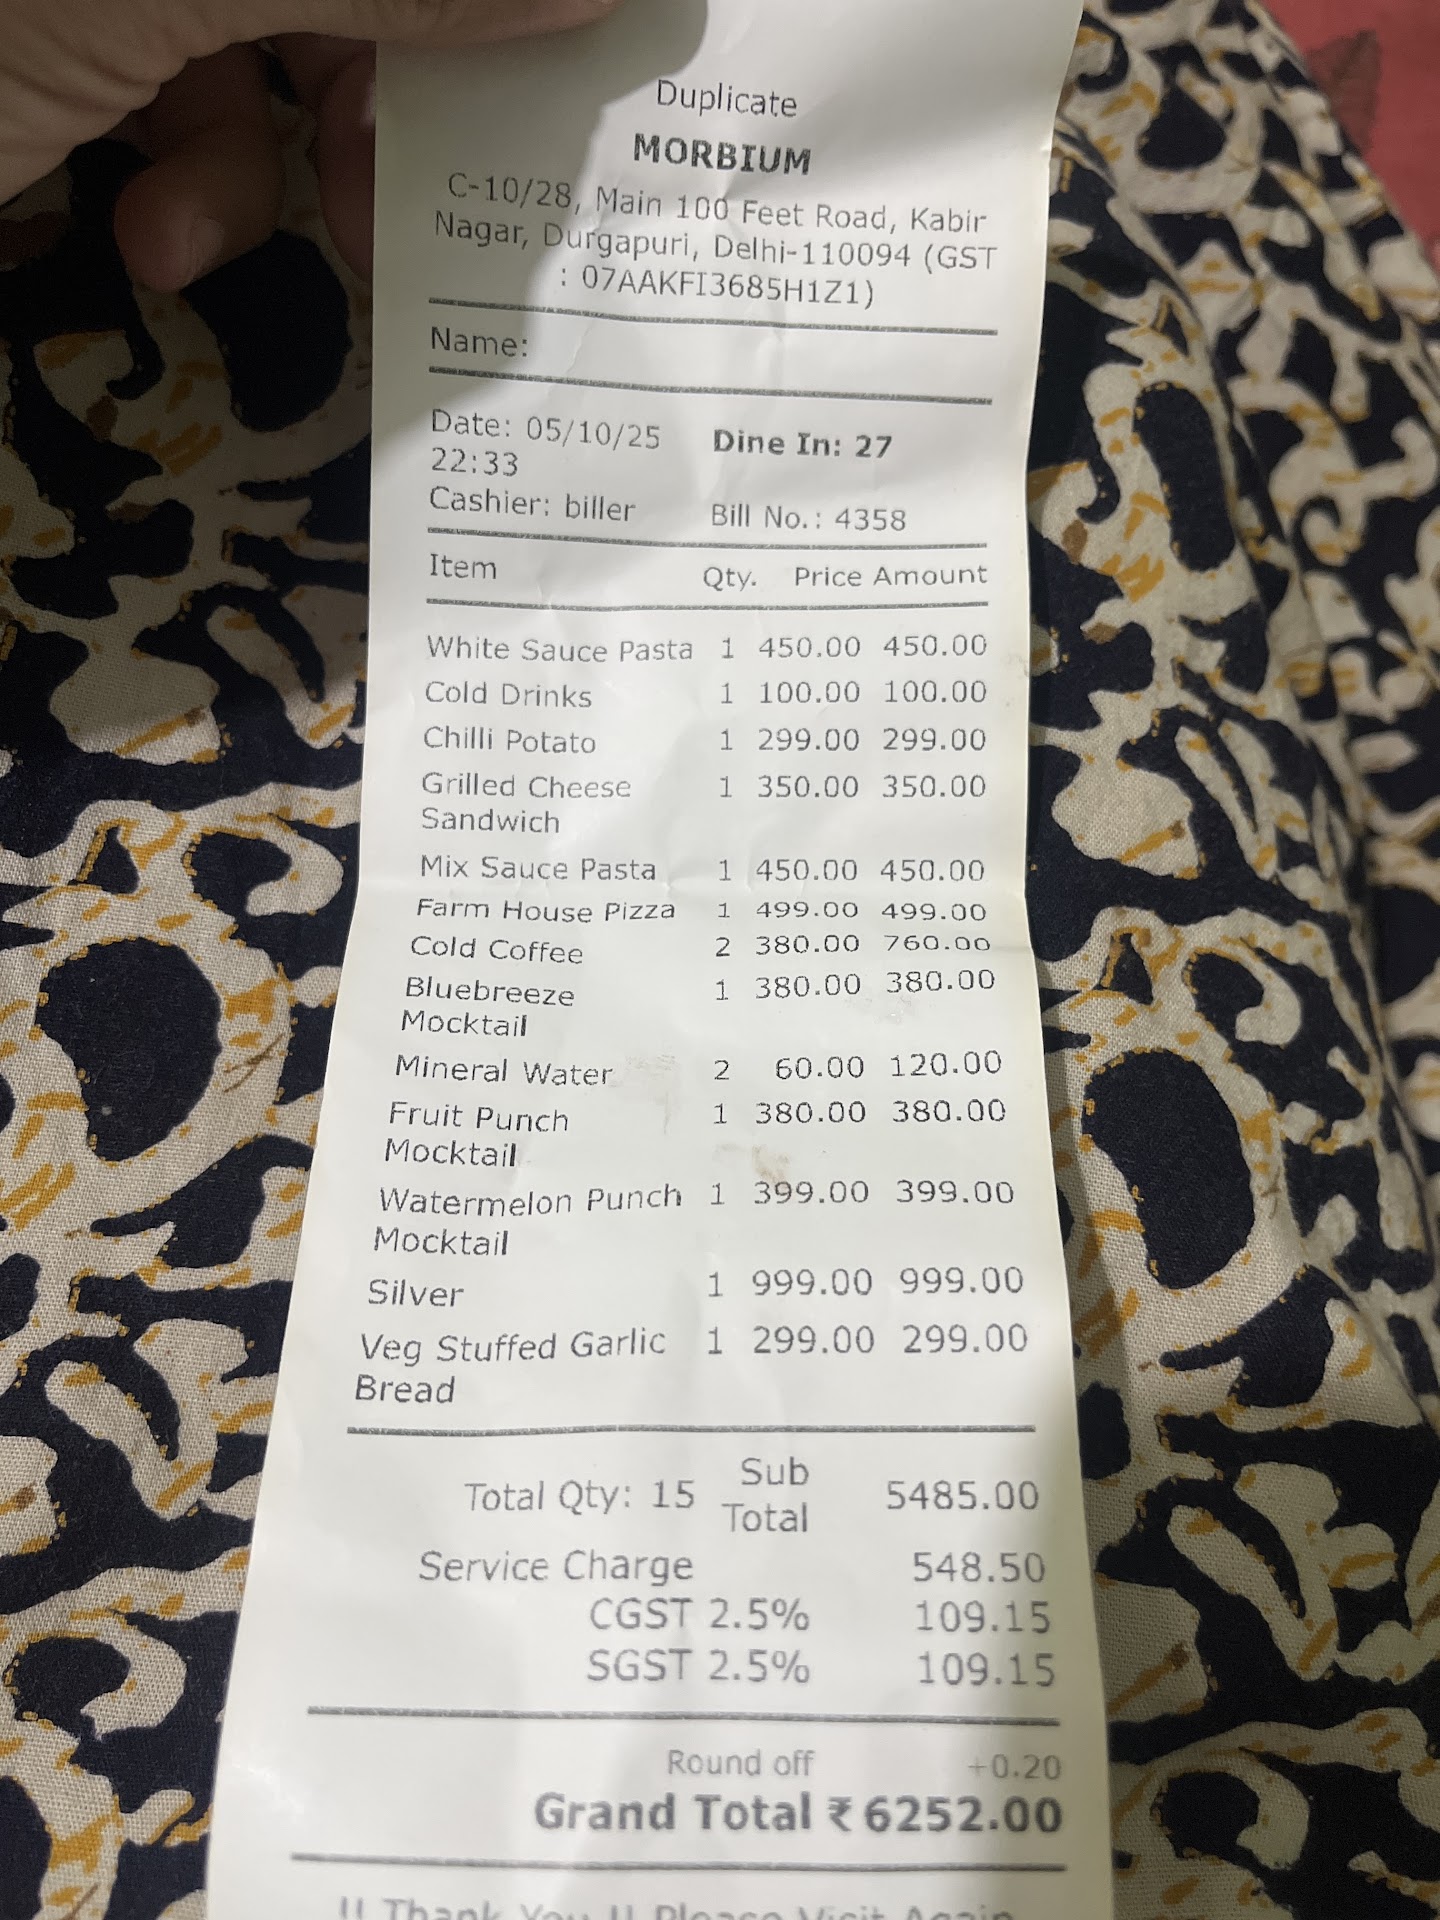 Duplicate
MORBIUM
C-10/28, Main 100 Feet Road, Kabir
Nagar, Durgapuri, Delhi-110094 (GST
: 07AAKFI3685H1Z1)
Name:
Date: 05/10/25 Dine In: 27
22:33
Cashier: biller Bill No.: 4358
Item Qty. Price Amount
White Sauce Pasta 1 450.00 450.00
Cold Drinks 1 100.00 100.00
Chilli Potato 1 299.00 299.00
Grilled Cheese 1 350.00 350.00
Sandwich
Mix Sauce Pasta 1 450.00 450.00
Farm House Pizza 1 499.00 499.00
Cold Coffee 2 380.00 760.00
Bluebreeze 1 380.00 380.00
Mocktail
Mineral Water 2 60.00 120.00
Fruit Punch 1 380.00 380.00
Mocktail
Watermelon Punch 1 399.00 399.00
Mocktail
Silver 1 999.00 999.00
Veg Stuffed Garlic 1 299.00 299.00
Bread
Total Qty: 15 Sub Total 5485.00
Service Charge 548.50
CGST 2.5% 109.15
SGST 2.5% 109.15
Round off +0.20
Grand Total ₹ 6252.00
!! Thank You !! Please Visit Again